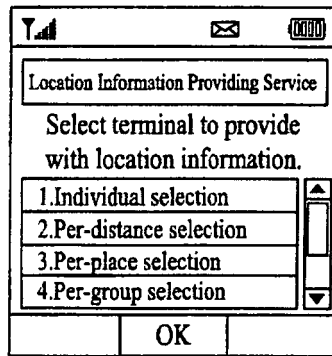 Location Information Providing Service
Select terminal to provide
with location information.
1.Individual selection
2.Per-distance selection
3.Per-place selection
4.Per-group selection
OK